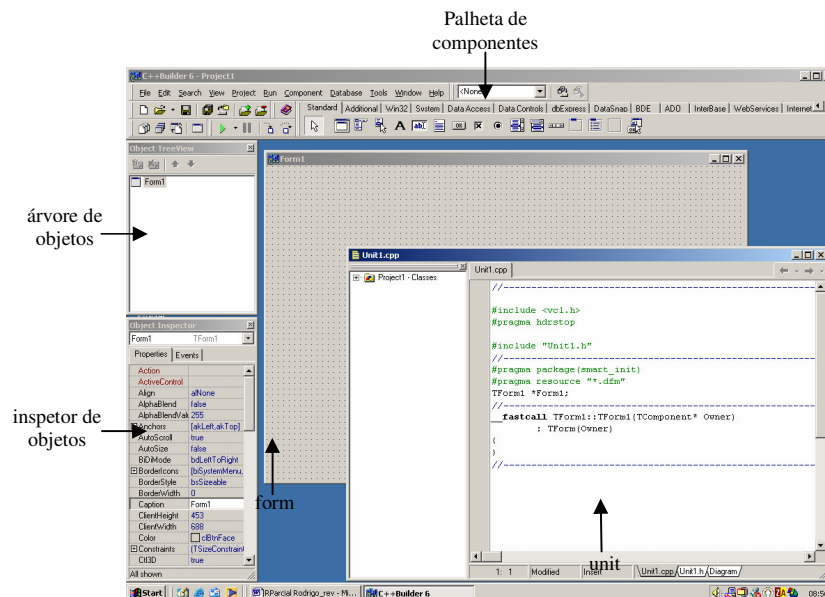 Palheta de
componentes
C++Builder 6 - Project1
File Edit Search View Project Run Component Database Tools Window Help <None>
Standard Additional Win32 System Data Access Data Controls dbExpress DataSnap BDE ADO InterBase WebServices Internet
Object TreeView
Form1
árvore de
objetos
Form1
Unit1.cpp
Project1 - Classes
Unit1.cpp
//------------------------------------------------
#include <vcl.h>
#pragma hdrstop
#include "Unit1.h"
//------------------------------------------------
#pragma package(smart_init)
#pragma resource "*.dfm"
TForm1 *Form1;
//------------------------------------------------
__fastcall TForm1::TForm1(TComponent* Owner)
: TForm(Owner)
{
}
//------------------------------------------------
1: 1 Modified Insert Unit1.cpp Unit1.h Diagram
Object Inspector
Form1 TForm1
Properties Events
Action
ActiveControl
Align alNone
AlphaBlend false
AlphaBlendVal 255
Anchors [akLeft,akTop]
AutoScroll true
AutoSize false
BiDiMode bdLeftToRight
BorderIcons [biSystemMenu,
BorderStyle bsSizeable
BorderWidth 0
Caption Form1
ClientHeight 453
ClientWidth 688
Color clBtnFace
Constraints (TSizeConstraint
Ctl3D true
All shown
inspetor de
objetos
form
unit
Start RParcial Rodrigo_rev - Mi... C++Builder 6